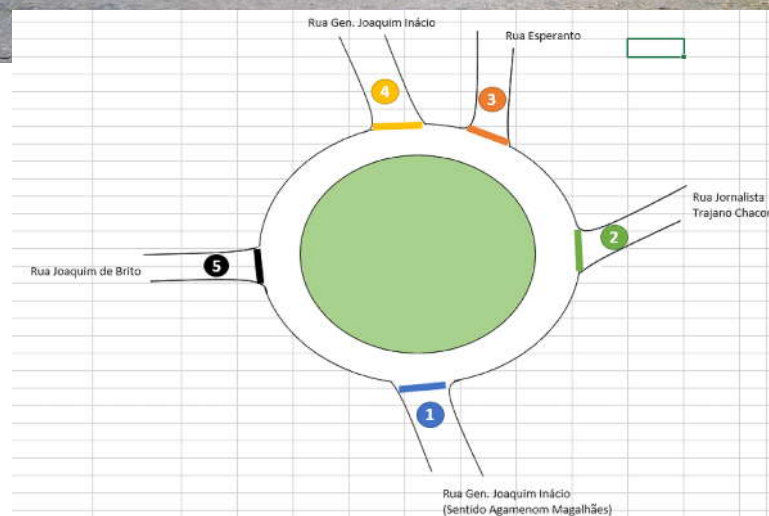 Rua Gen. Joaquim Inácio
Rua Esperanto
4
3
Rua Jornalista
Trajano Chacon
2
5
Rua Joaquim de Brito
1
Rua Gen. Joaquim Inácio
(Sentido Agamenom Magalhães)